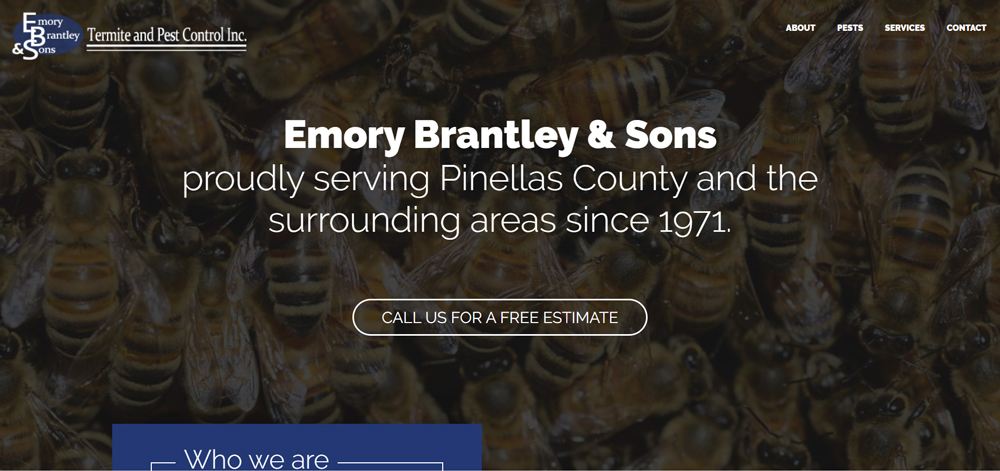 Emory
Brantley
& Sons
Termite and Pest Control Inc.
ABOUT
PESTS
SERVICES
CONTACT
Emory Brantley & Sons
proudly serving Pinellas County and the
surrounding areas since 1971.
CALL US FOR A FREE ESTIMATE
Who we are